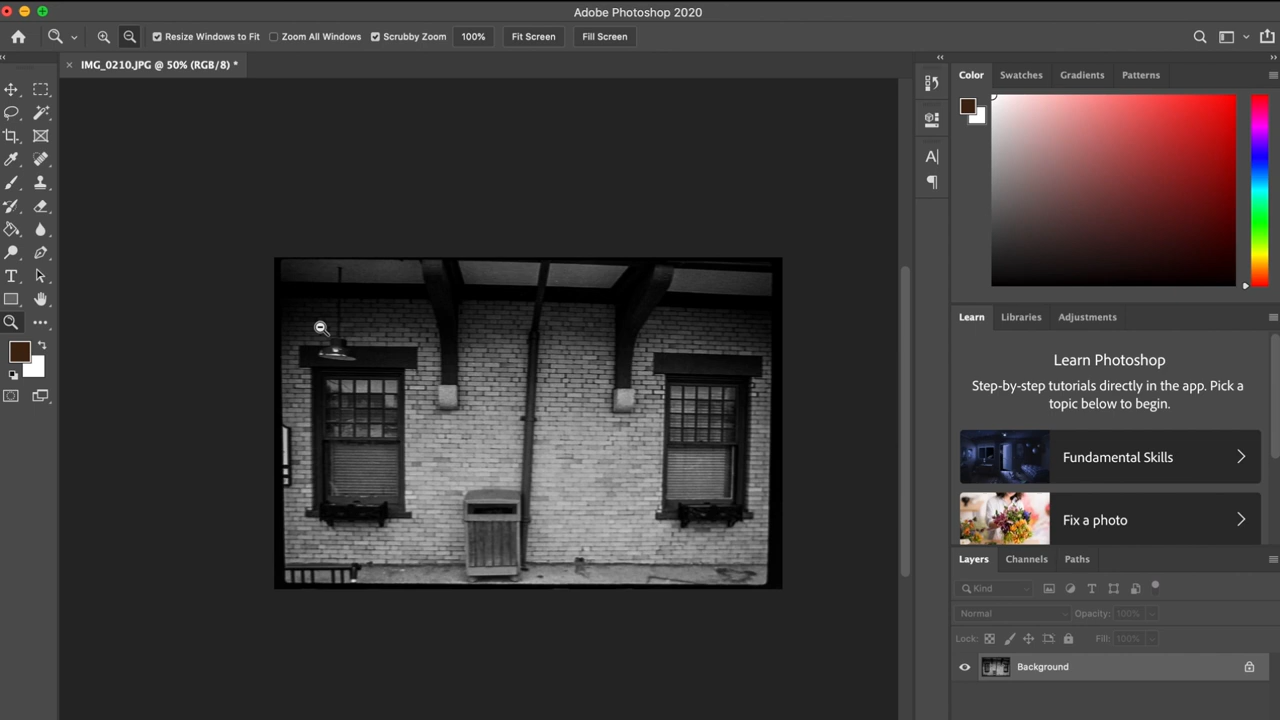 Adobe Photoshop 2020
Resize Windows to Fit Zoom All Windows Scrubby Zoom 100% Fit Screen Fill Screen
IMG_0210.JPG @ 50% (RGB/8) *
Color Swatches Gradients Patterns
Learn Libraries Adjustments
Learn Photoshop
Step-by-step tutorials directly in the app. Pick a
topic below to begin.
Fundamental Skills
Fix a photo
Layers Channels Paths
Kind
Normal Opacity: 100%
Lock: Fill: 100%
Background